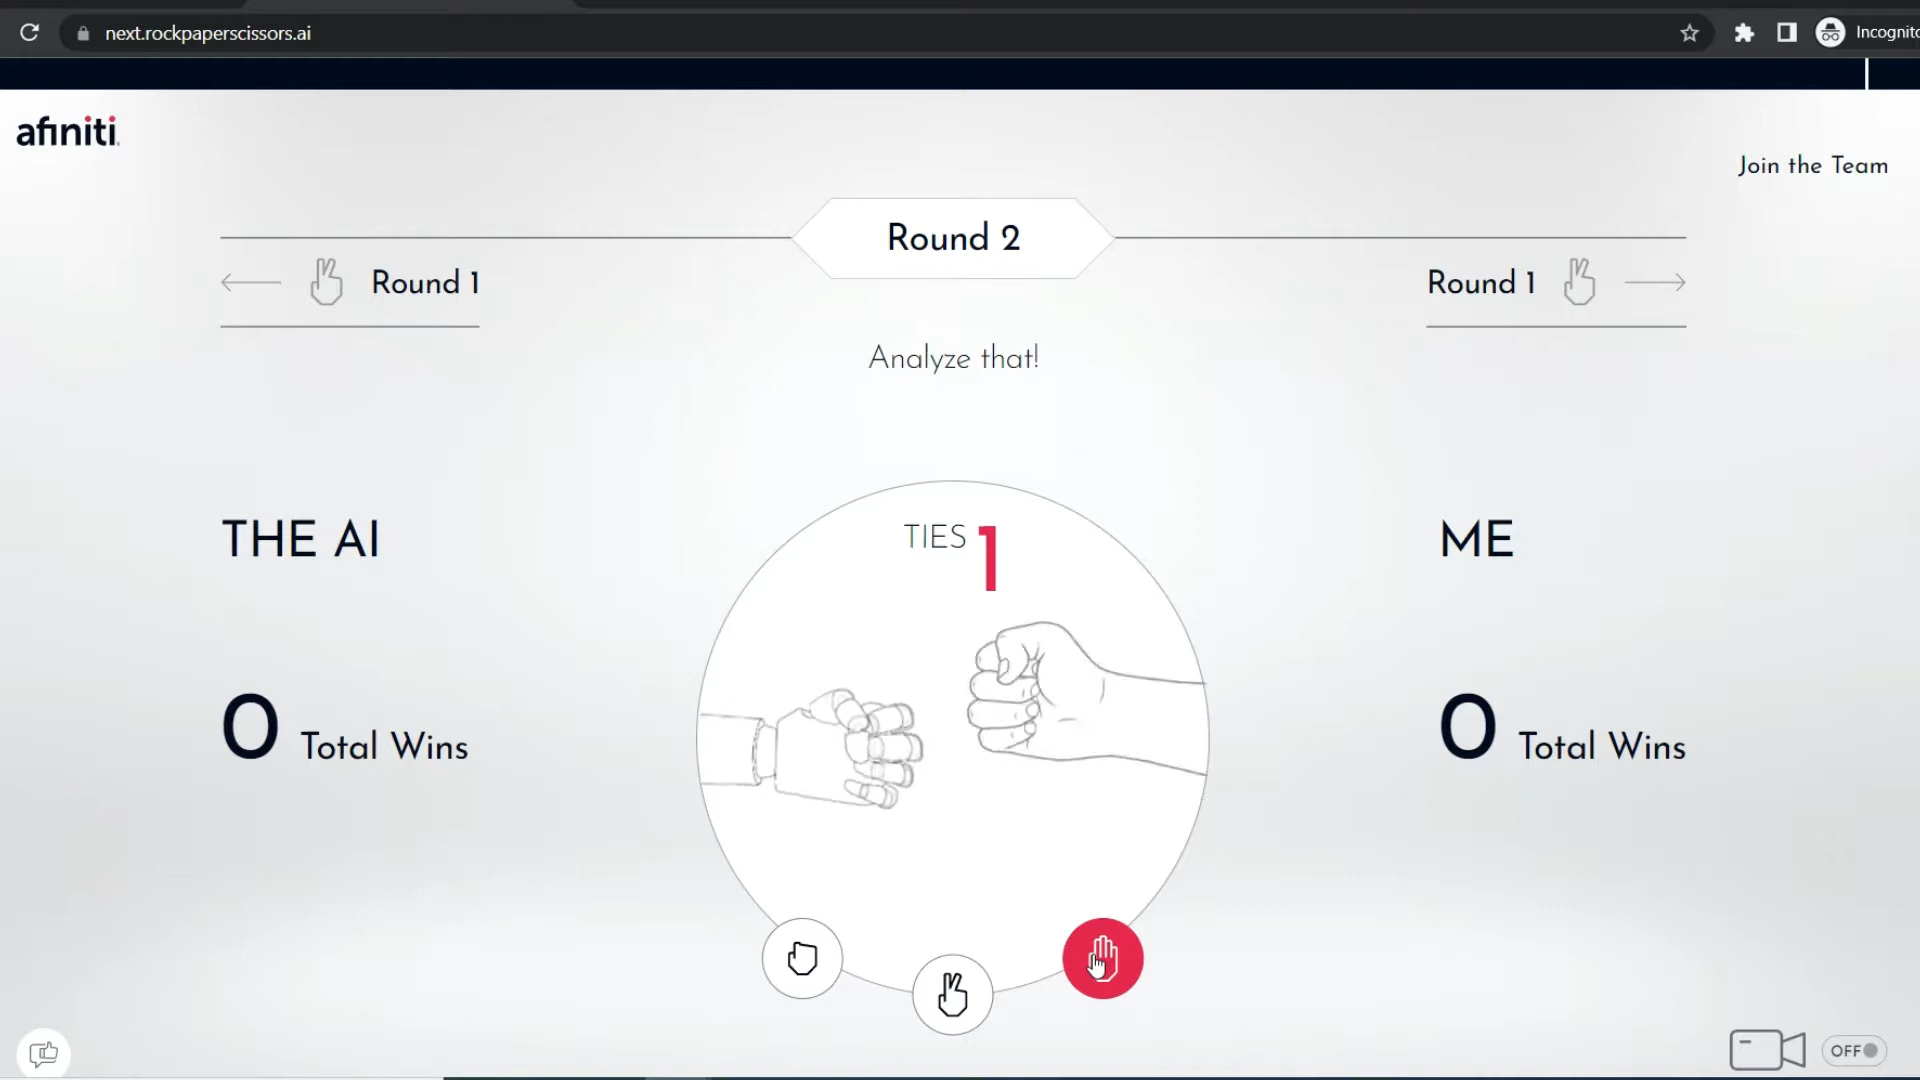 next.rockpaperscissors.ai
Incognito
afiniti
Join the Team
Round 2
Round 1
Round 1
Analyze that!
THE AI
TIES 1
ME
0 Total Wins
0 Total Wins
OFF